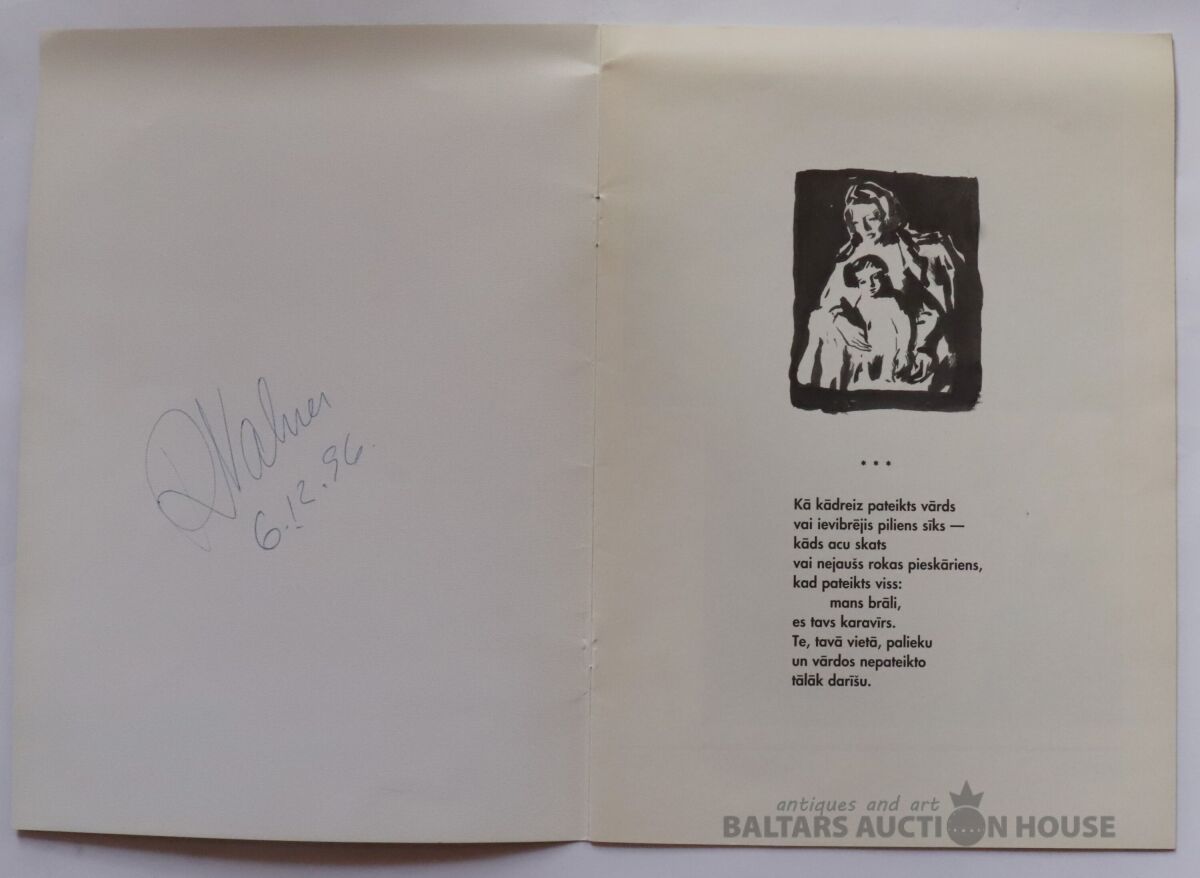 6.12.96.
* * *
Kā kādreiz pateikts vārds
vai ievibrējis piliens sīks —
kāds acu skats
vai nejaušs rokas pieskāriens,
kad pateikts viss:
mans brāli,
es tavs karavīrs.
Te, tavā vietā, palieku
un vārdos nepateikto
tālāk darīšu.
antiques and art
BALTARS AUCTION HOUSE